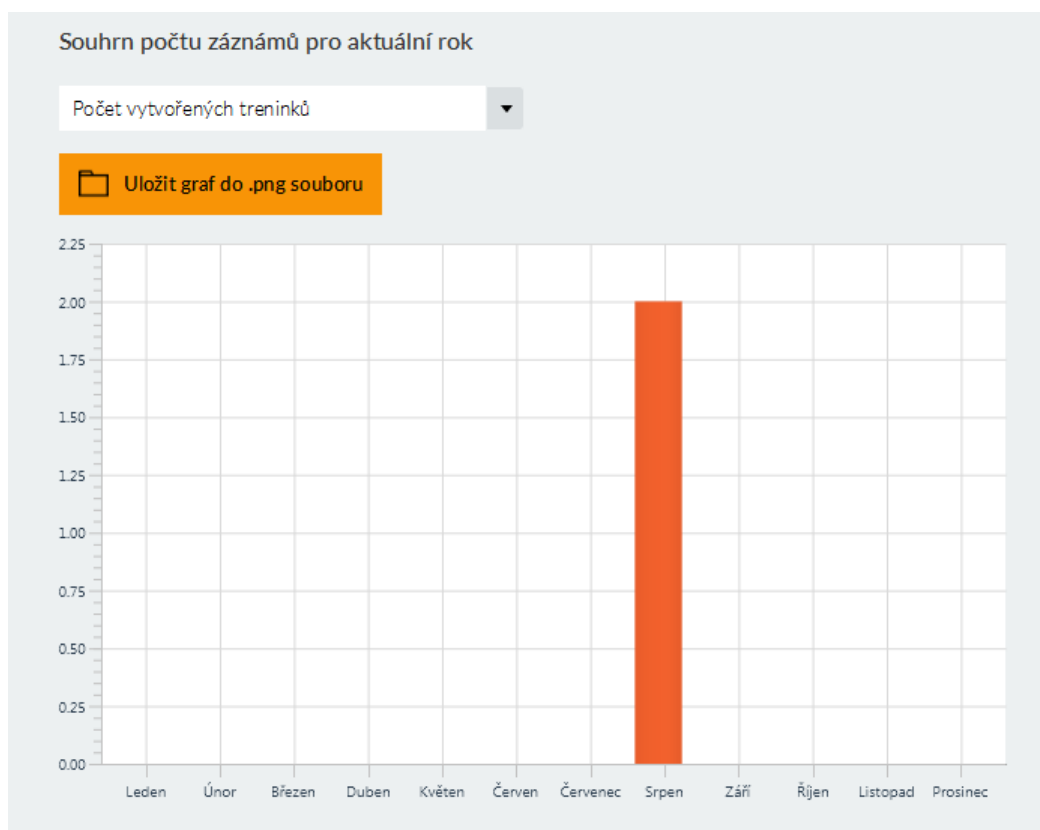 Souhrn počtu záznámů pro aktuální rok
Počet vytvořených treninků
Uložit graf do .png souboru
2.25
2.00
1.75
1.50
1.25
1.00
0.75
0.50
0.25
0.00
Leden Únor Březen Duben Květen Červen Červenec Srpen Září Říjen Listopad Prosinec